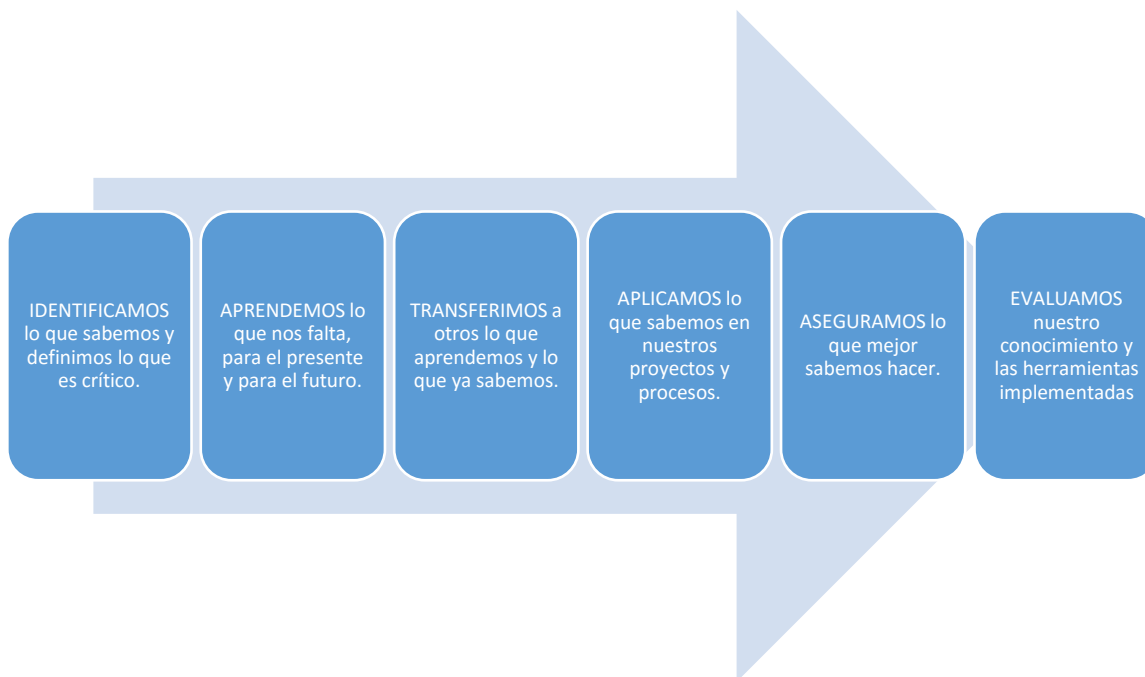 IDENTIFICAMOS
lo que sabemos y
definimos lo que
es crítico.
APRENDEMOS lo
que nos falta,
para el presente
y para el futuro.
TRANSFERIMOS a
otros lo que
aprendemos y lo
que ya sabemos.
APLICAMOS lo
que sabemos en
nuestros
proyectos y
procesos.
ASEGURAMOS lo
que mejor
sabemos hacer.
EVALUAMOS
nuestro
conocimiento y
las herramientas
implementadas